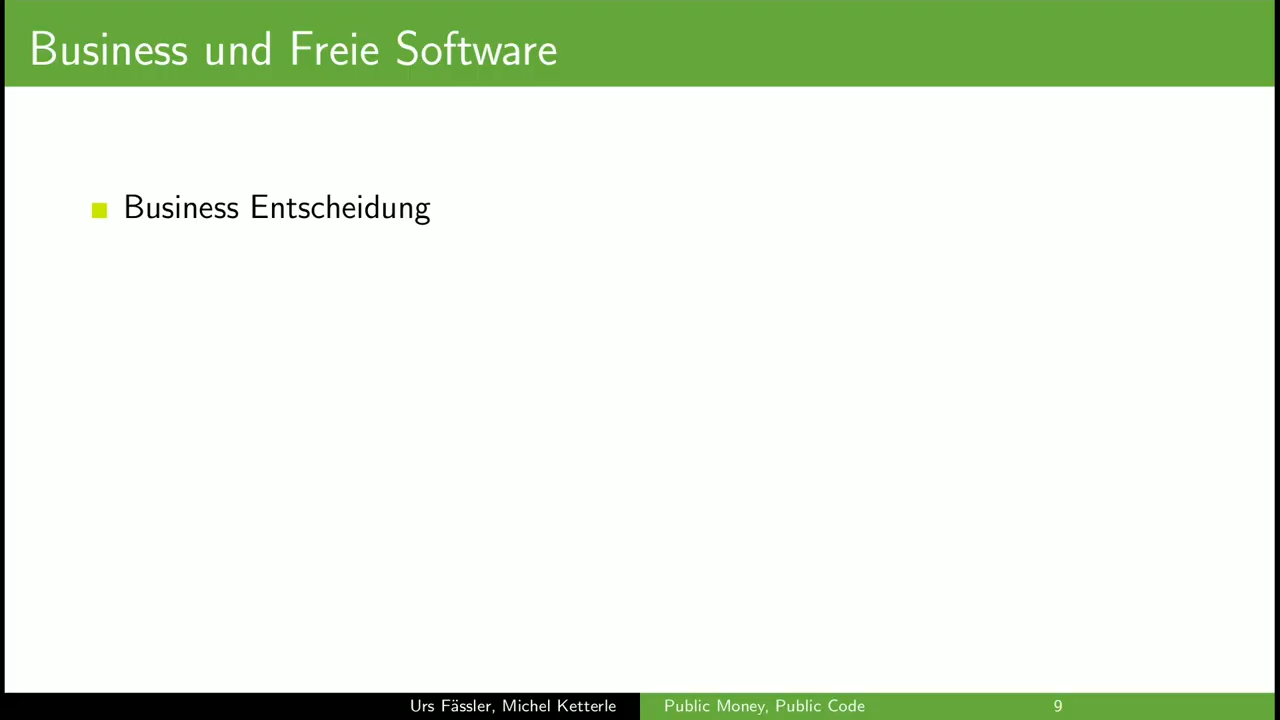 Business und Freie Software
Business Entscheidung
Urs Fässler, Michel Ketterle
Public Money, Public Code
9